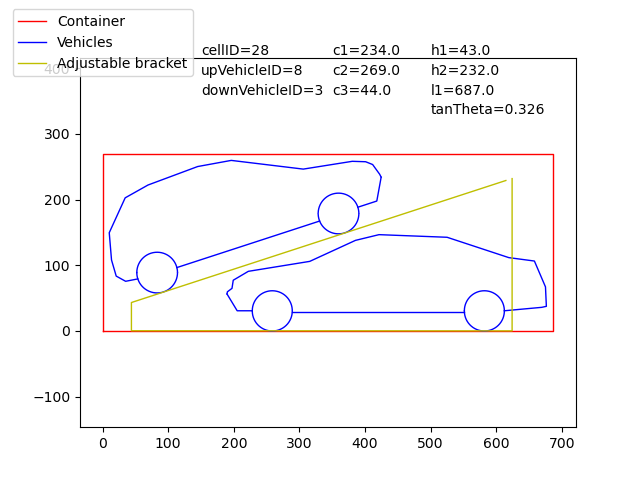 Container
Vehicles
Adjustable bracket
cellID=28 c1=234.0 h1=43.0
upVehicleID=8 c2=269.0 h2=232.0
downVehicleID=3 c3=44.0 l1=687.0
tanTheta=0.326
400
300
200
100
0
−100
0 100 200 300 400 500 600 700